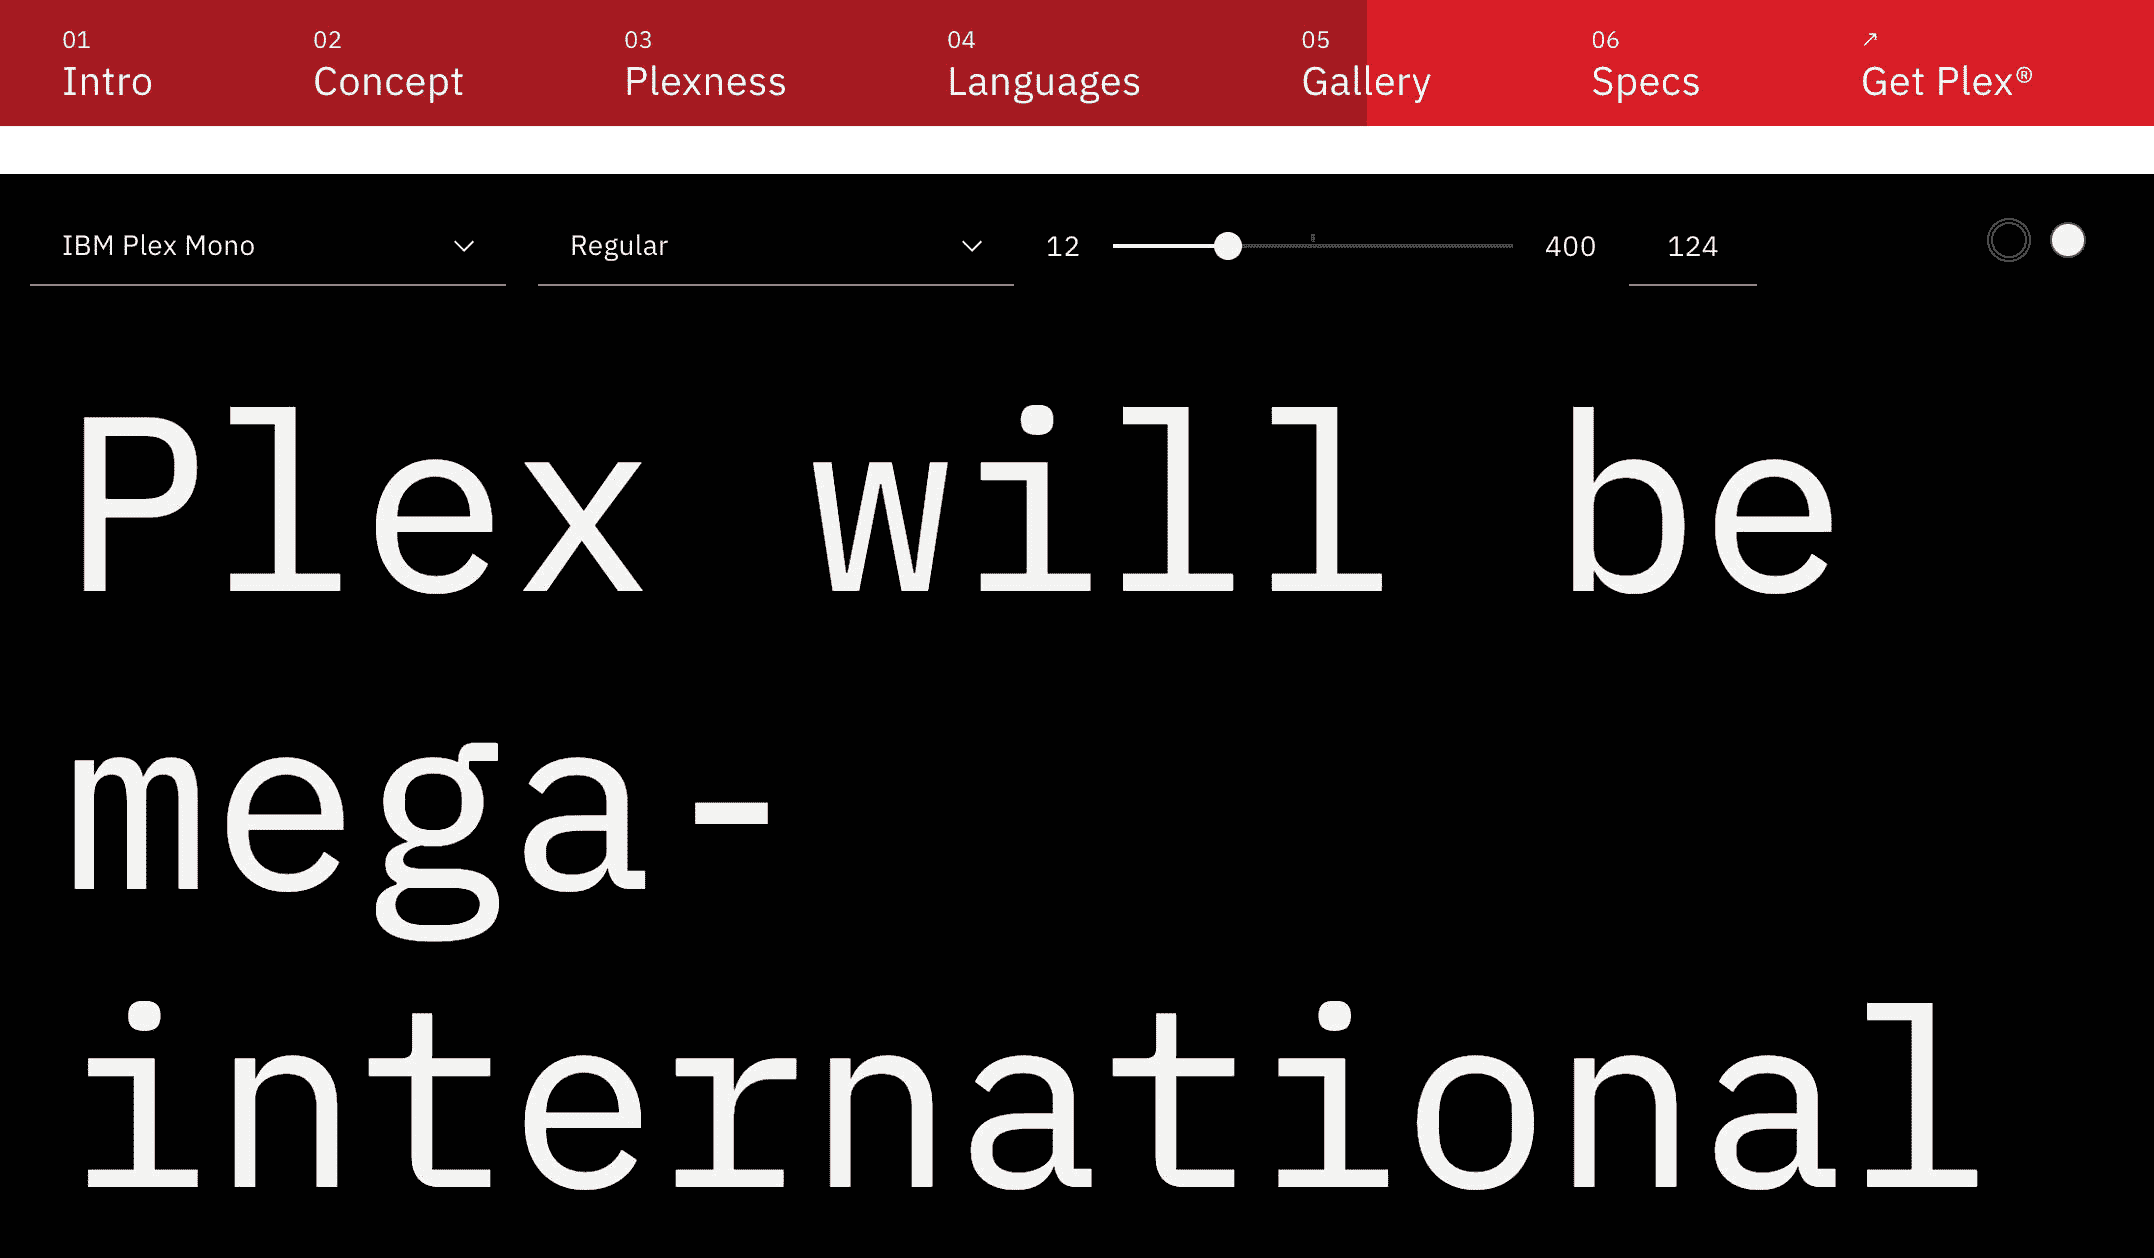 01
Intro
02
Concept
03
Plexness
04
Languages
05
Gallery
06
Specs
↗
Get Plex®
IBM Plex Mono
Regular
12
400
124
Plex will be
mega-
international